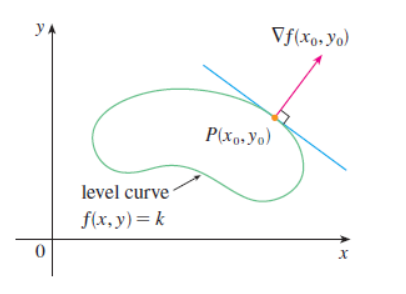 y
∇f(x₀, y₀)
P(x₀, y₀)
level curve
f(x, y) = k
0
x